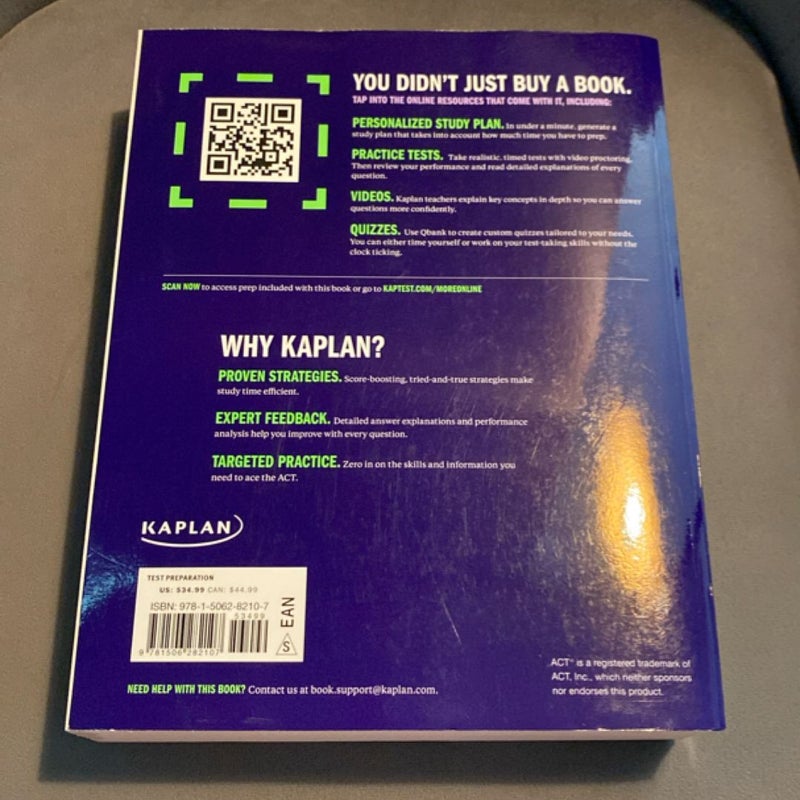 YOU DIDN'T JUST BUY A BOOK.
TAP INTO THE ONLINE RESOURCES THAT COME WITH IT, INCLUDING:
PERSONALIZED STUDY PLAN. In under a minute, generate a
study plan that takes into account how much time you have to prep.
PRACTICE TESTS. Take realistic, timed tests with video proctoring.
Then review your performance and read detailed explanations of every
question.
VIDEOS. Kaplan teachers explain key concepts in depth so you can answer
questions more confidently.
QUIZZES. Use Qbank to create custom quizzes tailored to your needs.
You can either time yourself or work on your test-taking skills without the
clock ticking.
SCAN NOW to access prep included with this book or go to KAPTEST.COM/MOREONLINE
WHY KAPLAN?
PROVEN STRATEGIES. Score-boosting, tried-and-true strategies make
study time efficient.
EXPERT FEEDBACK. Detailed answer explanations and performance
analysis help you improve with every question.
TARGETED PRACTICE. Zero in on the skills and information you
need to ace the ACT.
KAPLAN
TEST PREPARATION
US: $34.99 CAN: $44.99
ISBN: 978-1-5062-8210-7
53499
9 781506 282107
EAN
S
NEED HELP WITH THIS BOOK? Contact us at book.support@kaplan.com.
ACT® is a registered trademark of
ACT, Inc., which neither sponsors
nor endorses this product.